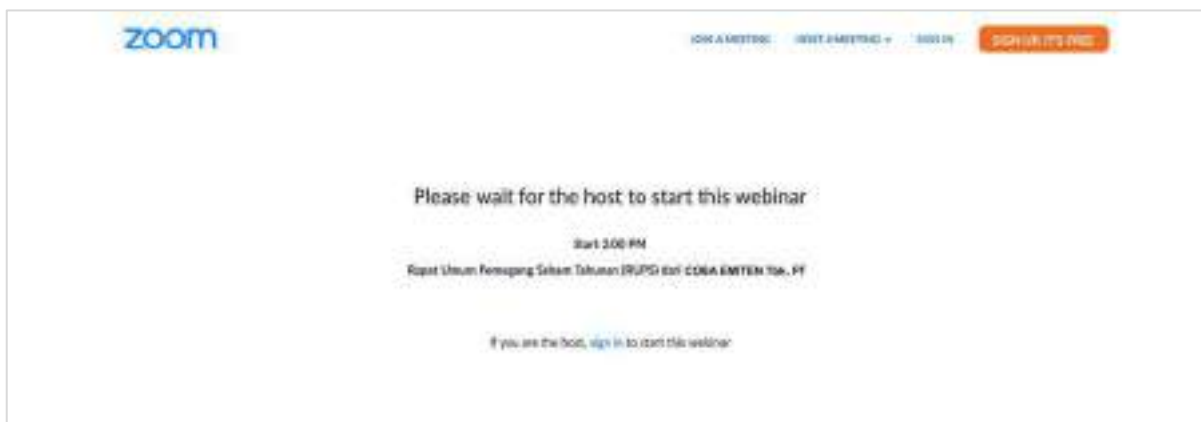 zoom
JOIN A MEETING HOST A MEETING SIGN IN SIGN UP, IT'S FREE
Please wait for the host to start this webinar
Start 2:00 PM
Rapat Umum Pemegang Saham Tahunan (RUPS) dari COBA EMITEN Tbk. PT
If you are the host, sign in to start this webinar